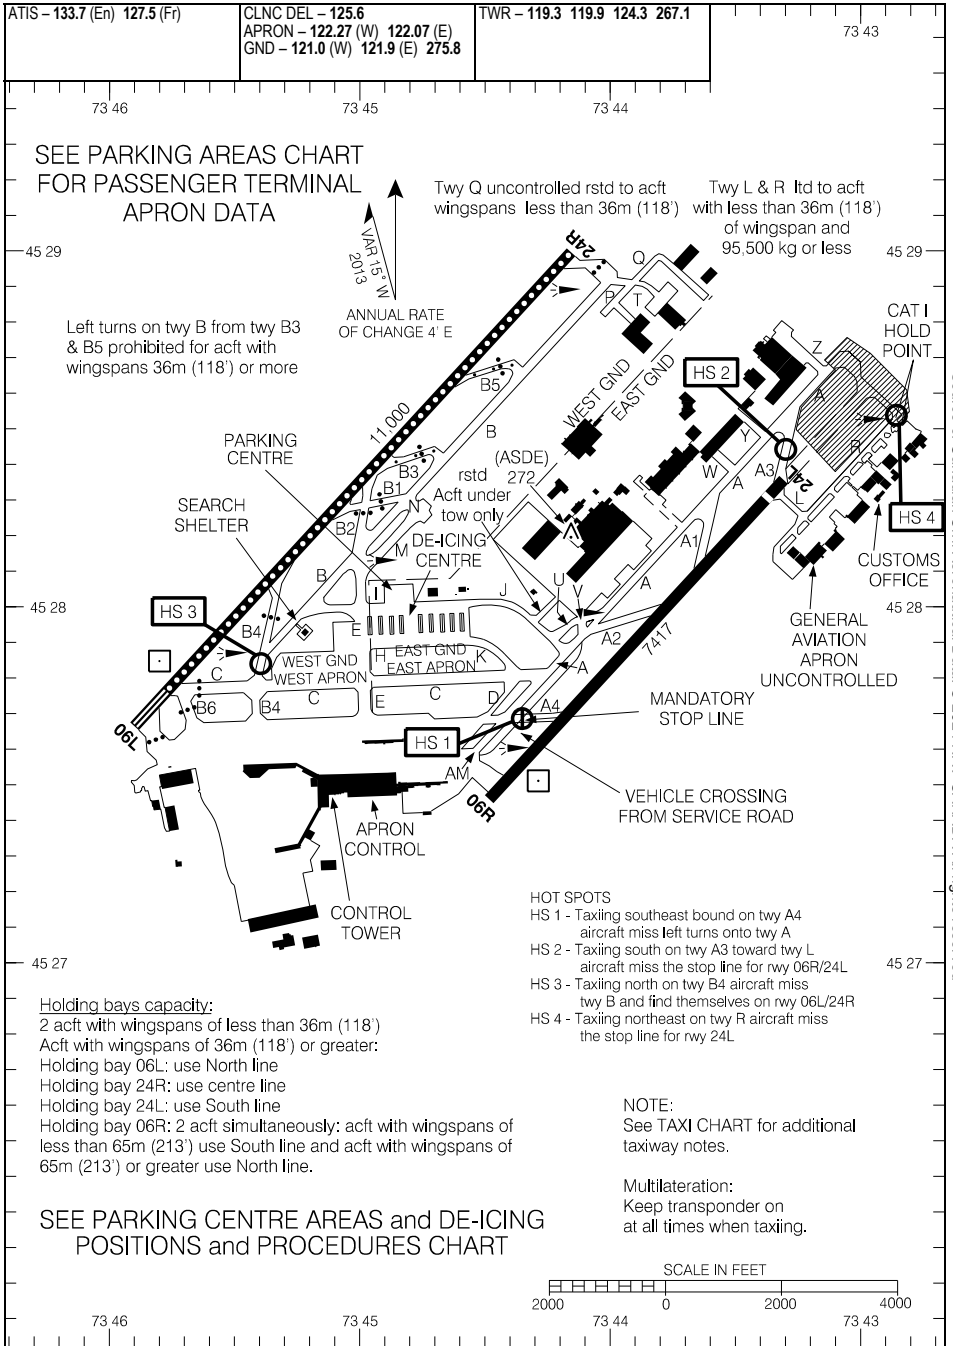 ATIS – 133.7 (En) 127.5 (Fr)
CLNC DEL – 125.6
APRON – 122.27 (W) 122.07 (E)
GND – 121.0 (W) 121.9 (E) 275.8
TWR – 119.3 119.9 124.3 267.1
73 43
73 46
73 45
73 44
SEE PARKING AREAS CHART
FOR PASSENGER TERMINAL
APRON DATA
VAR 15° W
2013
ANNUAL RATE
OF CHANGE 4' E
Twy Q uncontrolled rstd to acft
wingspans less than 36m (118')
Twy L & R ltd to acft
with less than 36m (118')
of wingspan and
95,500 kg or less
45 29
45 29
24R
Q
P
T
Left turns on twy B from twy B3
& B5 prohibited for acft with
wingspans 36m (118') or more
CAT I
HOLD
POINT
Z
HS 2
WEST GND
EAST GND
B5
A
11,000
B
R
PARKING
CENTRE
(ASDE)
272
rstd
Acft under
tow only
Y
W
A
A3
24L
L
B3
B1
N
SEARCH
SHELTER
B2
HS 4
M
DE-ICING
CENTRE
A1
CUSTOMS
OFFICE
B
I
J
U
V
A
45 28
45 28
HS 3
B4
E
A2
7417
GENERAL
AVIATION
APRON
UNCONTROLLED
WEST GND
WEST APRON
H
EAST GND
EAST APRON
K
A
C
B6
B4
C
E
C
D
A4
MANDATORY
STOP LINE
06L
HS 1
AM
06R
VEHICLE CROSSING
FROM SERVICE ROAD
APRON
CONTROL
CONTROL
TOWER
HOT SPOTS
HS 1 - Taxiing southeast bound on twy A4
aircraft miss left turns onto twy A
HS 2 - Taxiing south on twy A3 toward twy L
aircraft miss the stop line for rwy 06R/24L
HS 3 - Taxiing north on twy B4 aircraft miss
twy B and find themselves on rwy 06L/24R
HS 4 - Taxiing northeast on twy R aircraft miss
the stop line for rwy 24L
45 27
45 27
Holding bays capacity:
2 acft with wingspans of less than 36m (118')
Acft with wingspans of 36m (118') or greater:
Holding bay 06L: use North line
Holding bay 24R: use centre line
Holding bay 24L: use South line
Holding bay 06R: 2 acft simultaneously: acft with wingspans of
less than 65m (213') use South line and acft with wingspans of
65m (213') or greater use North line.
NOTE:
See TAXI CHART for additional
taxiway notes.
Multilateration:
Keep transponder on
at all times when taxiing.
SEE PARKING CENTRE AREAS and DE-ICING
POSITIONS and PROCEDURES CHART
SCALE IN FEET
2000
0
2000
4000
73 46
73 45
73 44
73 43